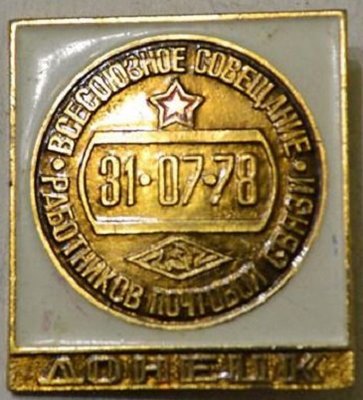 • ВСЕСОЮЗНОЕ СОВЕЩАНИЕ •
31•07•78
РАБОТНИКОВ ПОЧТОВОЙ СВЯЗИ
ДОНЕЦК